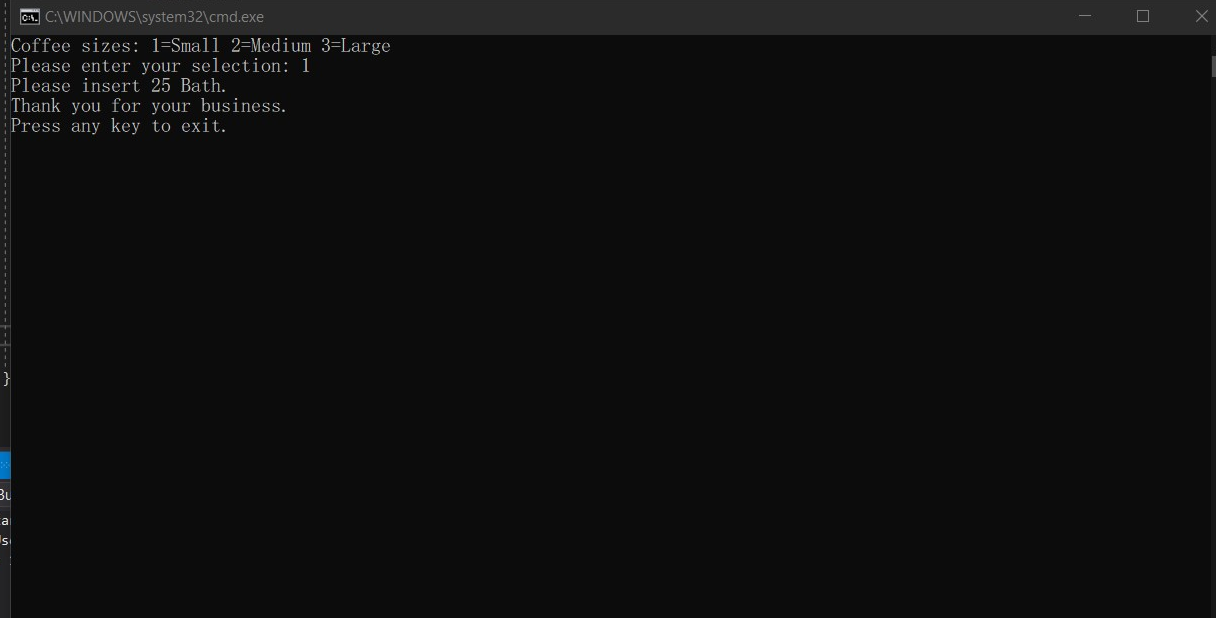 C:\WINDOWS\system32\cmd.exe
Coffee sizes: 1=Small 2=Medium 3=Large
Please enter your selection: 1
Please insert 25 Bath.
Thank you for your business.
Press any key to exit.
}